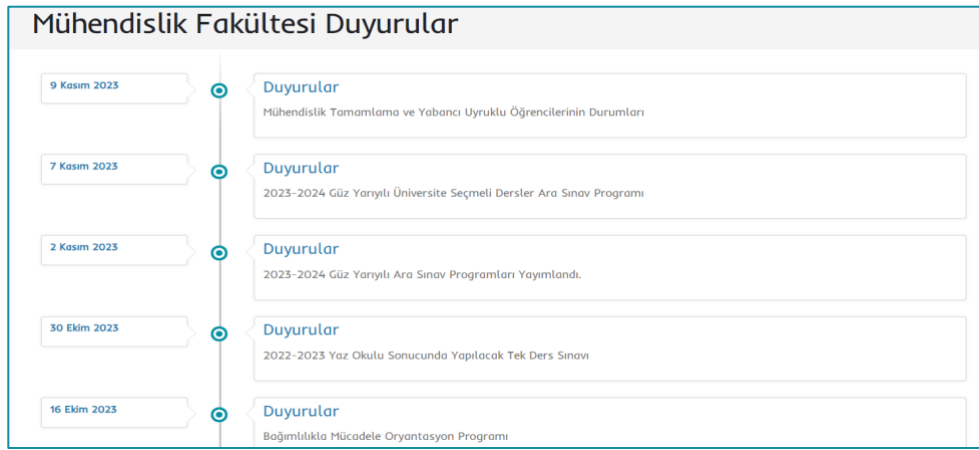 Mühendislik Fakültesi Duyurular
9 Kasım 2023
Duyurular
Mühendislik Tamamlama ve Yabancı Uyruklu Öğrencilerinin Durumları
7 Kasım 2023
Duyurular
2023-2024 Güz Yarıyılı Üniversite Seçmeli Dersler Ara Sınav Programı
2 Kasım 2023
Duyurular
2023-2024 Güz Yarıyılı Ara Sınav Programları Yayımlandı.
30 Ekim 2023
Duyurular
2022-2023 Yaz Okulu Sonucunda Yapılacak Tek Ders Sınavı
16 Ekim 2023
Duyurular
Bağımlılıkla Mücadele Oryantasyon Programı